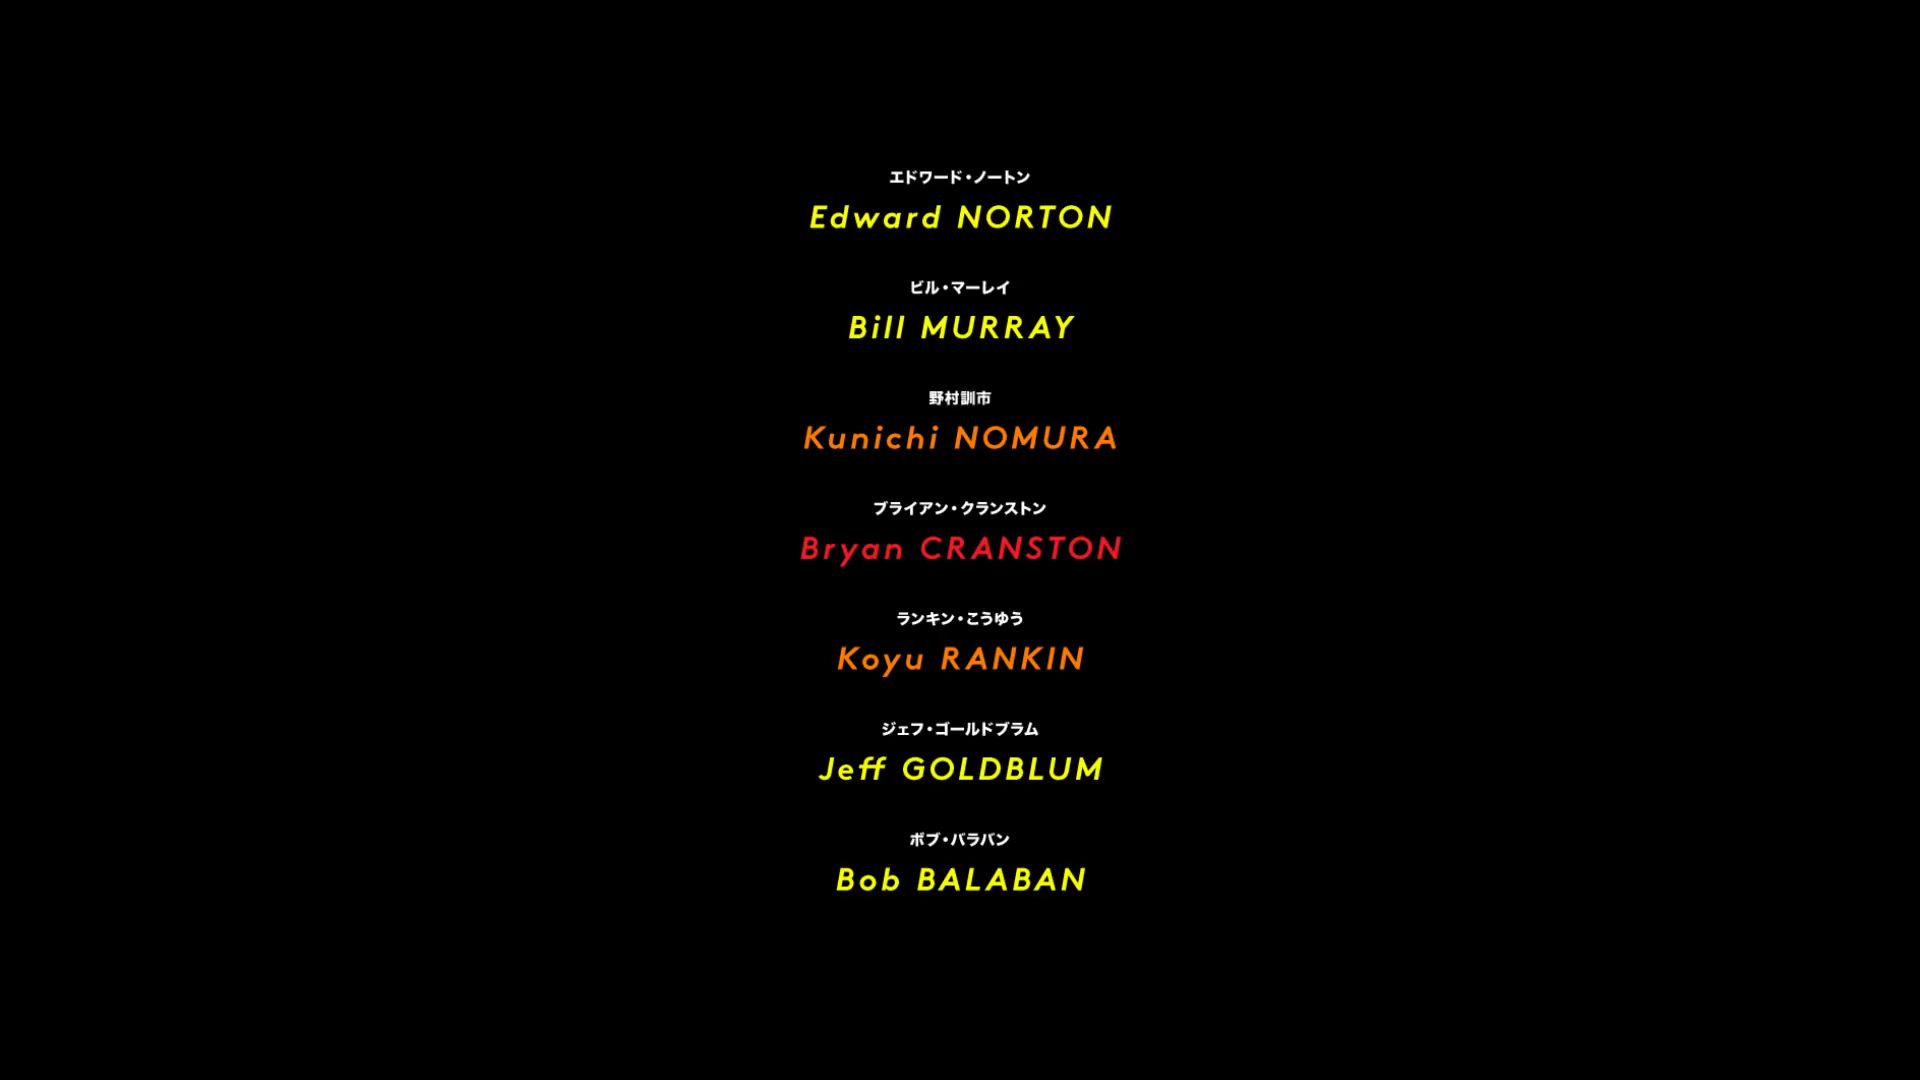 エドワード・ノートン
Edward NORTON
ビル・マーレイ
Bill MURRAY
野村訓市
Kunichi NOMURA
ブライアン・クランストン
Bryan CRANSTON
ランキン・こうゆう
Koyu RANKIN
ジェフ・ゴールドブラム
Jeff GOLDBLUM
ボブ・バラバン
Bob BALABAN